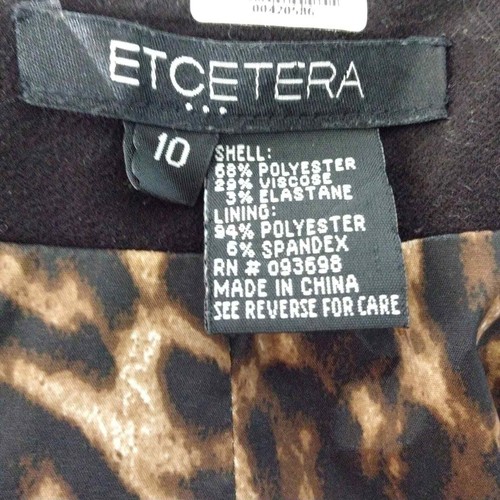 00420586
ETCETERA
...
10
SHELL:
68% POLYESTER
29% VISCOSE
3% ELASTANE
LINING:
94% POLYESTER
6% SPANDEX
RN # 093698
MADE IN CHINA
SEE REVERSE FOR CARE